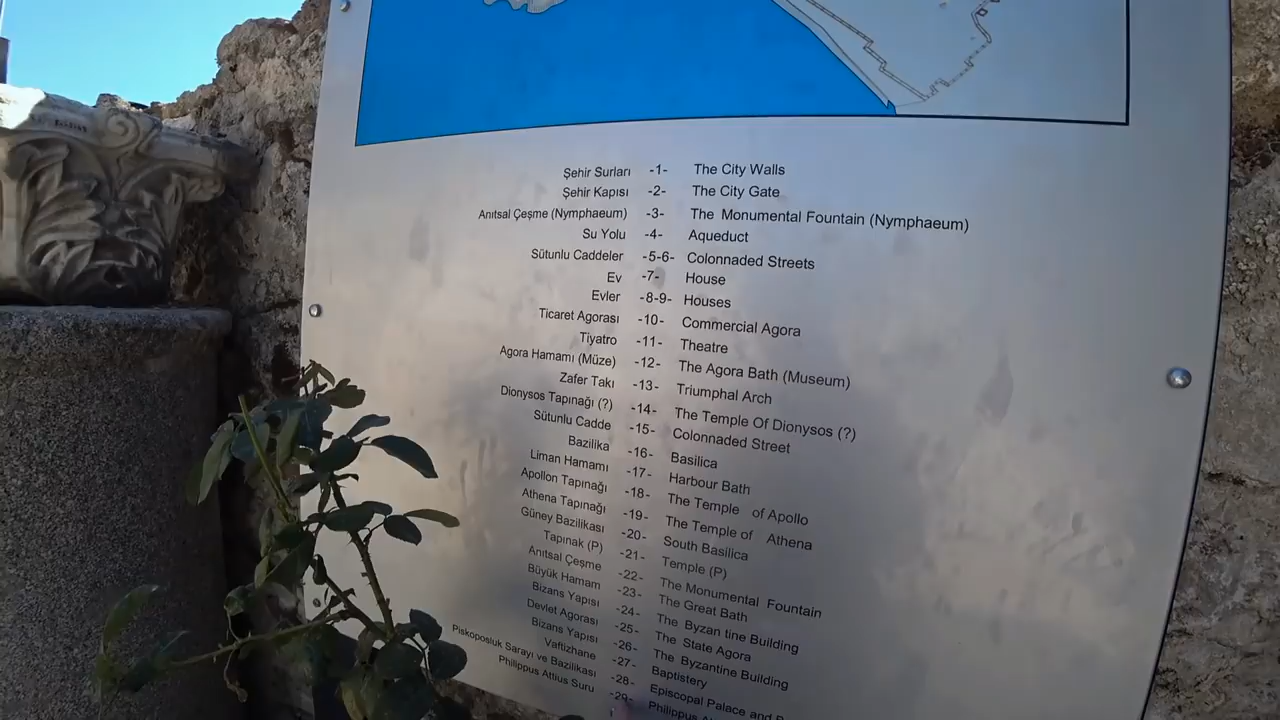 Şehir Surları -1- The City Walls
Şehir Kapısı -2- The City Gate
Anıtsal Çeşme (Nymphaeum) -3- The Monumental Fountain (Nymphaeum)
Su Yolu -4- Aqueduct
Sütunlu Caddeler -5-6- Colonnaded Streets
Ev -7- House
Evler -8-9- Houses
Ticaret Agorası -10- Commercial Agora
Tiyatro -11- Theatre
Agora Hamamı (Müze) -12- The Agora Bath (Museum)
Zafer Takı -13- Triumphal Arch
Dionysos Tapınağı (?) -14- The Temple Of Dionysos (?)
Sütunlu Cadde -15- Colonnaded Street
Bazilika -16- Basilica
Liman Hamamı -17- Harbour Bath
Apollon Tapınağı -18- The Temple of Apollo
Athena Tapınağı -19- The Temple of Athena
Güney Bazilikası -20- South Basilica
Tapınak (P) -21- Temple (P)
Anıtsal Çeşme -22- The Monumental Fountain
Büyük Hamam -23- The Great Bath
Bizans Yapısı -24- The Byzan tine Building
Devlet Agorası -25- The State Agora
Bizans Yapısı -26- The Byzantine Building
Vaftizhane -27- Baptistery
Piskoposluk Sarayı ve Bazilikası -28- Episcopal Palace and
Philippus Attius Suru -29- Philippus